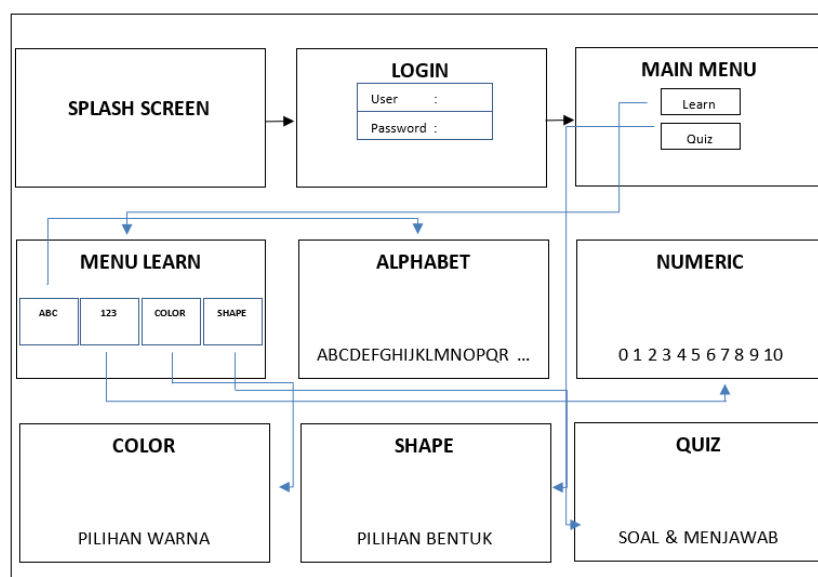 SPLASH SCREEN
LOGIN
User :
Password :
MAIN MENU
Learn
Quiz
MENU LEARN
ABC
123
COLOR
SHAPE
ALPHABET
ABCDEFGHIJKLMNOPQR ...
NUMERIC
0 1 2 3 4 5 6 7 8 9 10
COLOR
PILIHAN WARNA
SHAPE
PILIHAN BENTUK
QUIZ
SOAL & MENJAWAB